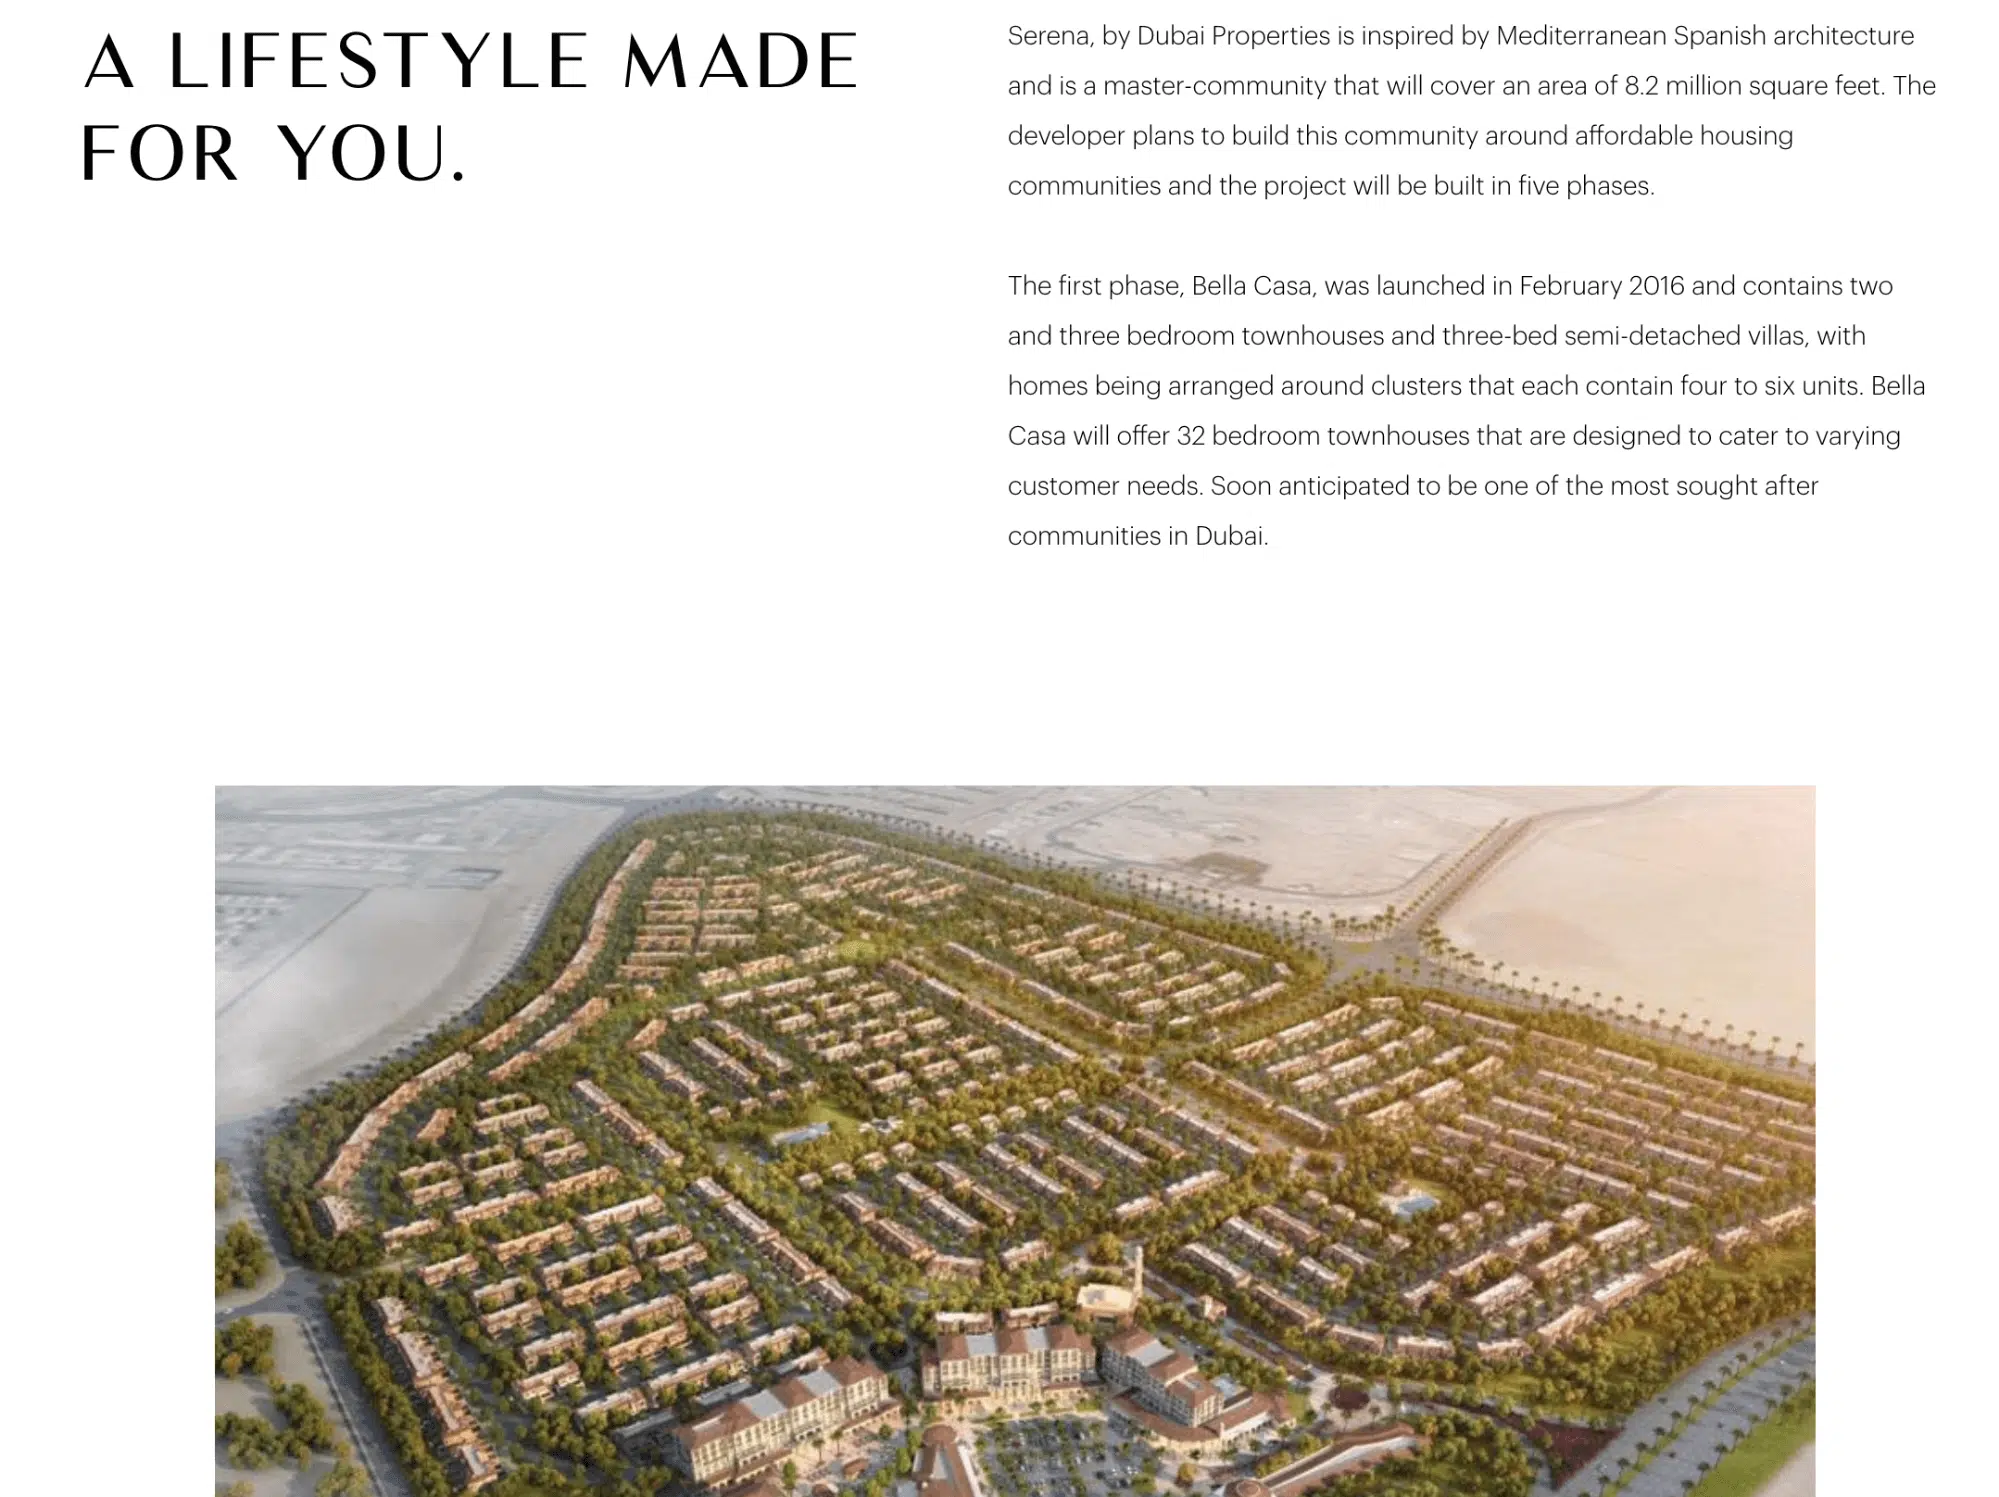 A LIFESTYLE MADE
FOR YOU.
Serena, by Dubai Properties is inspired by Mediterranean Spanish architecture
and is a master-community that will cover an area of 8.2 million square feet. The
developer plans to build this community around affordable housing
communities and the project will be built in five phases.
The first phase, Bella Casa, was launched in February 2016 and contains two
and three bedroom townhouses and three-bed semi-detached villas, with
homes being arranged around clusters that each contain four to six units. Bella
Casa will offer 32 bedroom townhouses that are designed to cater to varying
customer needs. Soon anticipated to be one of the most sought after
communities in Dubai.